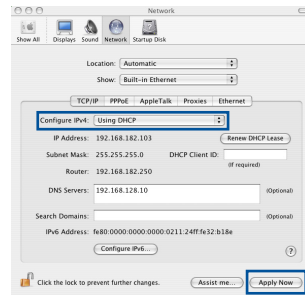 Network
Show All Displays Sound Network Startup Disk
Location: Automatic
Show: Built-in Ethernet
TCP/IP PPPoE AppleTalk Proxies Ethernet
Configure IPv4: Using DHCP
IP Address: 192.168.182.103 Renew DHCP Lease
Subnet Mask: 255.255.255.0 DHCP Client ID:
(If required)
Router: 192.168.182.250
DNS Servers: 192.168.128.10 (Optional)
Search Domains: (Optional)
IPv6 Address: fe80:0000:0000:0000:0211:24ff:fe32:b18e
Configure IPv6... ?
Click the lock to prevent further changes. Assist me... Apply Now